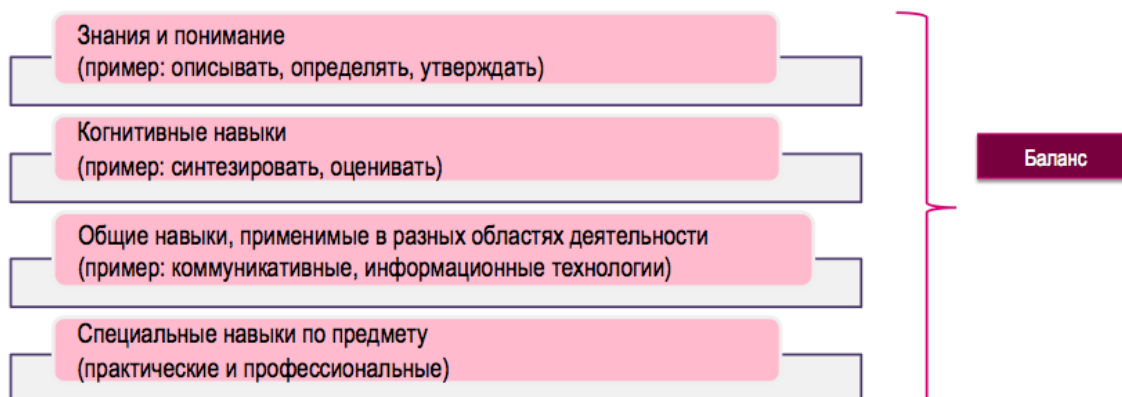 Знания и понимание
(пример: описывать, определять, утверждать)
Когнитивные навыки
(пример: синтезировать, оценивать)
Баланс
Общие навыки, применимые в разных областях деятельности
(пример: коммуникативные, информационные технологии)
Специальные навыки по предмету
(практические и профессиональные)